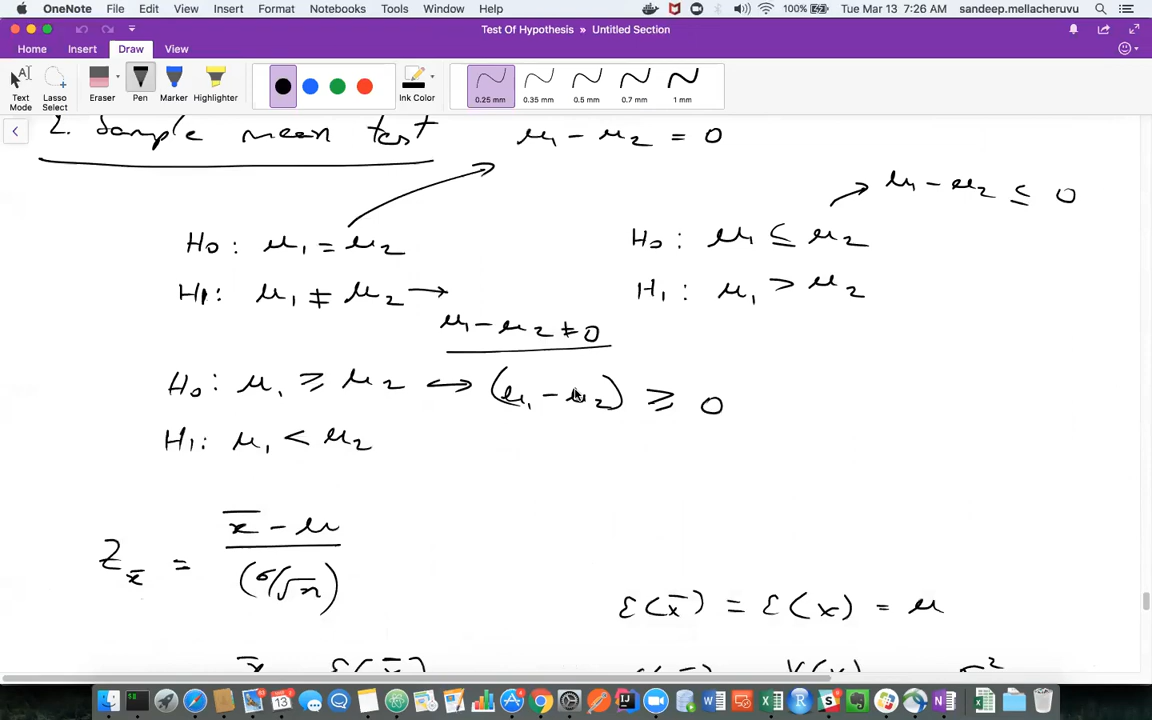 OneNote File Edit View Insert Format Notebooks Tools Window Help 100% Tue Mar 13 7:26 AM sandeep.mellacheruvu
Test Of Hypothesis » Untitled Section
Home Insert Draw View
Text Mode Lasso Select Eraser Pen Marker Highlighter Ink Color 0.25 mm 0.35 mm 0.5 mm 0.7 mm 1 mm
2. Sample mean test
μ1 - μ2 = 0
μ1 - μ2 ≤ 0
H0 : μ1 = μ2
H0 : μ1 ≤ μ2
H1 : μ1 ≠ μ2 →
H1 : μ1 > μ2
μ1 - μ2 ≠ 0
H0 : μ1 ≥ μ2 ↔ (μ1 - μ2) ≥ 0
H1 : μ1 < μ2
Zx̄ = (x̄ - μ) / (σ/√n)
E(x̄) = E(x) = μ